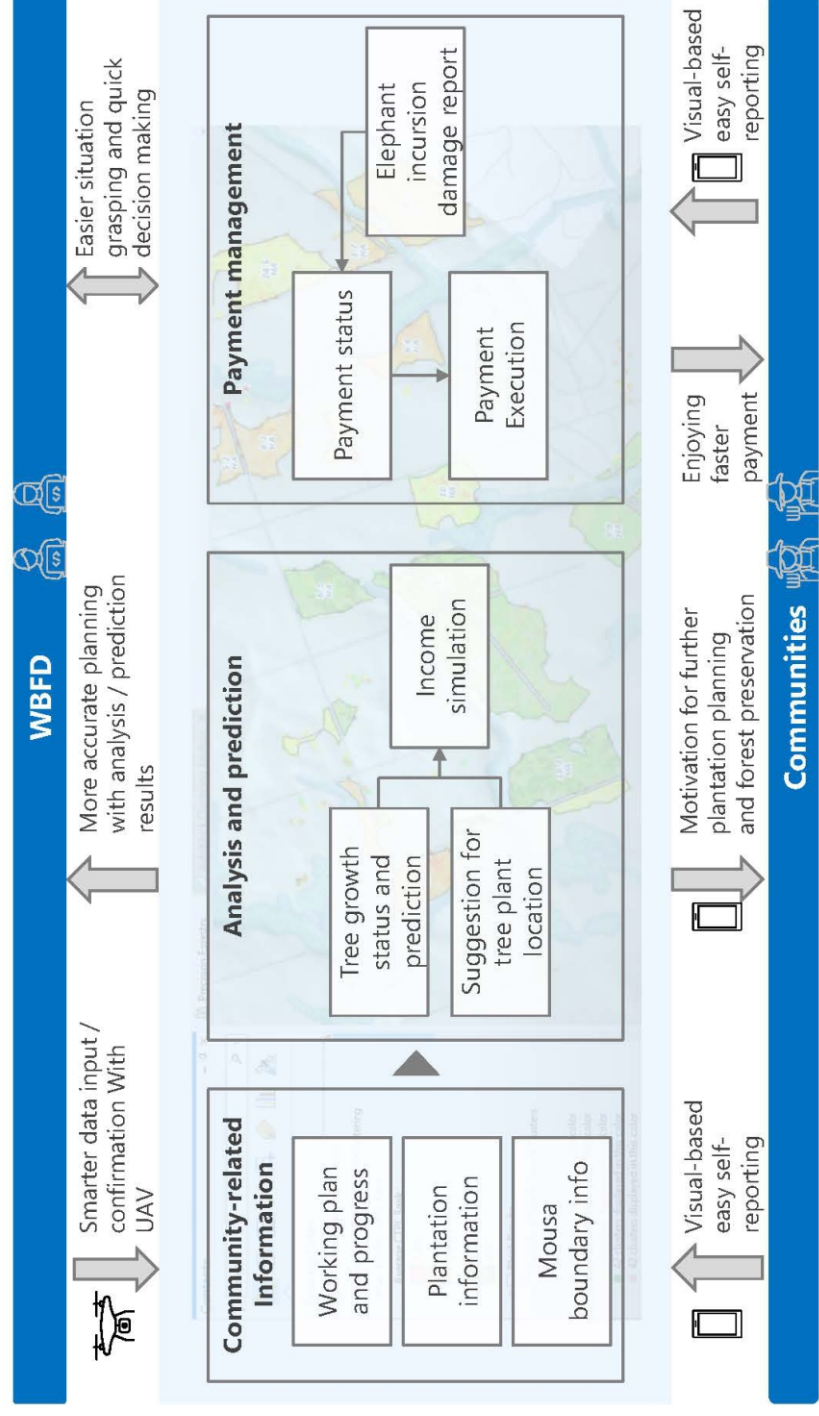 WBFD
Smarter data input /
confirmation With
UAV
More accurate planning
with analysis / prediction
results
Easier situation
grasping and quick
decision making
Community-related
Information
Working plan
and progress
Plantation
information
Mousa
boundary info
Analysis and prediction
Tree growth
status and
prediction
Suggestion for
tree plant
location
Income
simulation
Payment management
Payment status
Payment
Execution
Elephant
incursion
damage report
Visual-based
easy self-
reporting
Motivation for further
plantation planning
and forest preservation
Enjoying
faster
payment
Visual-based
easy self-
reporting
Communities